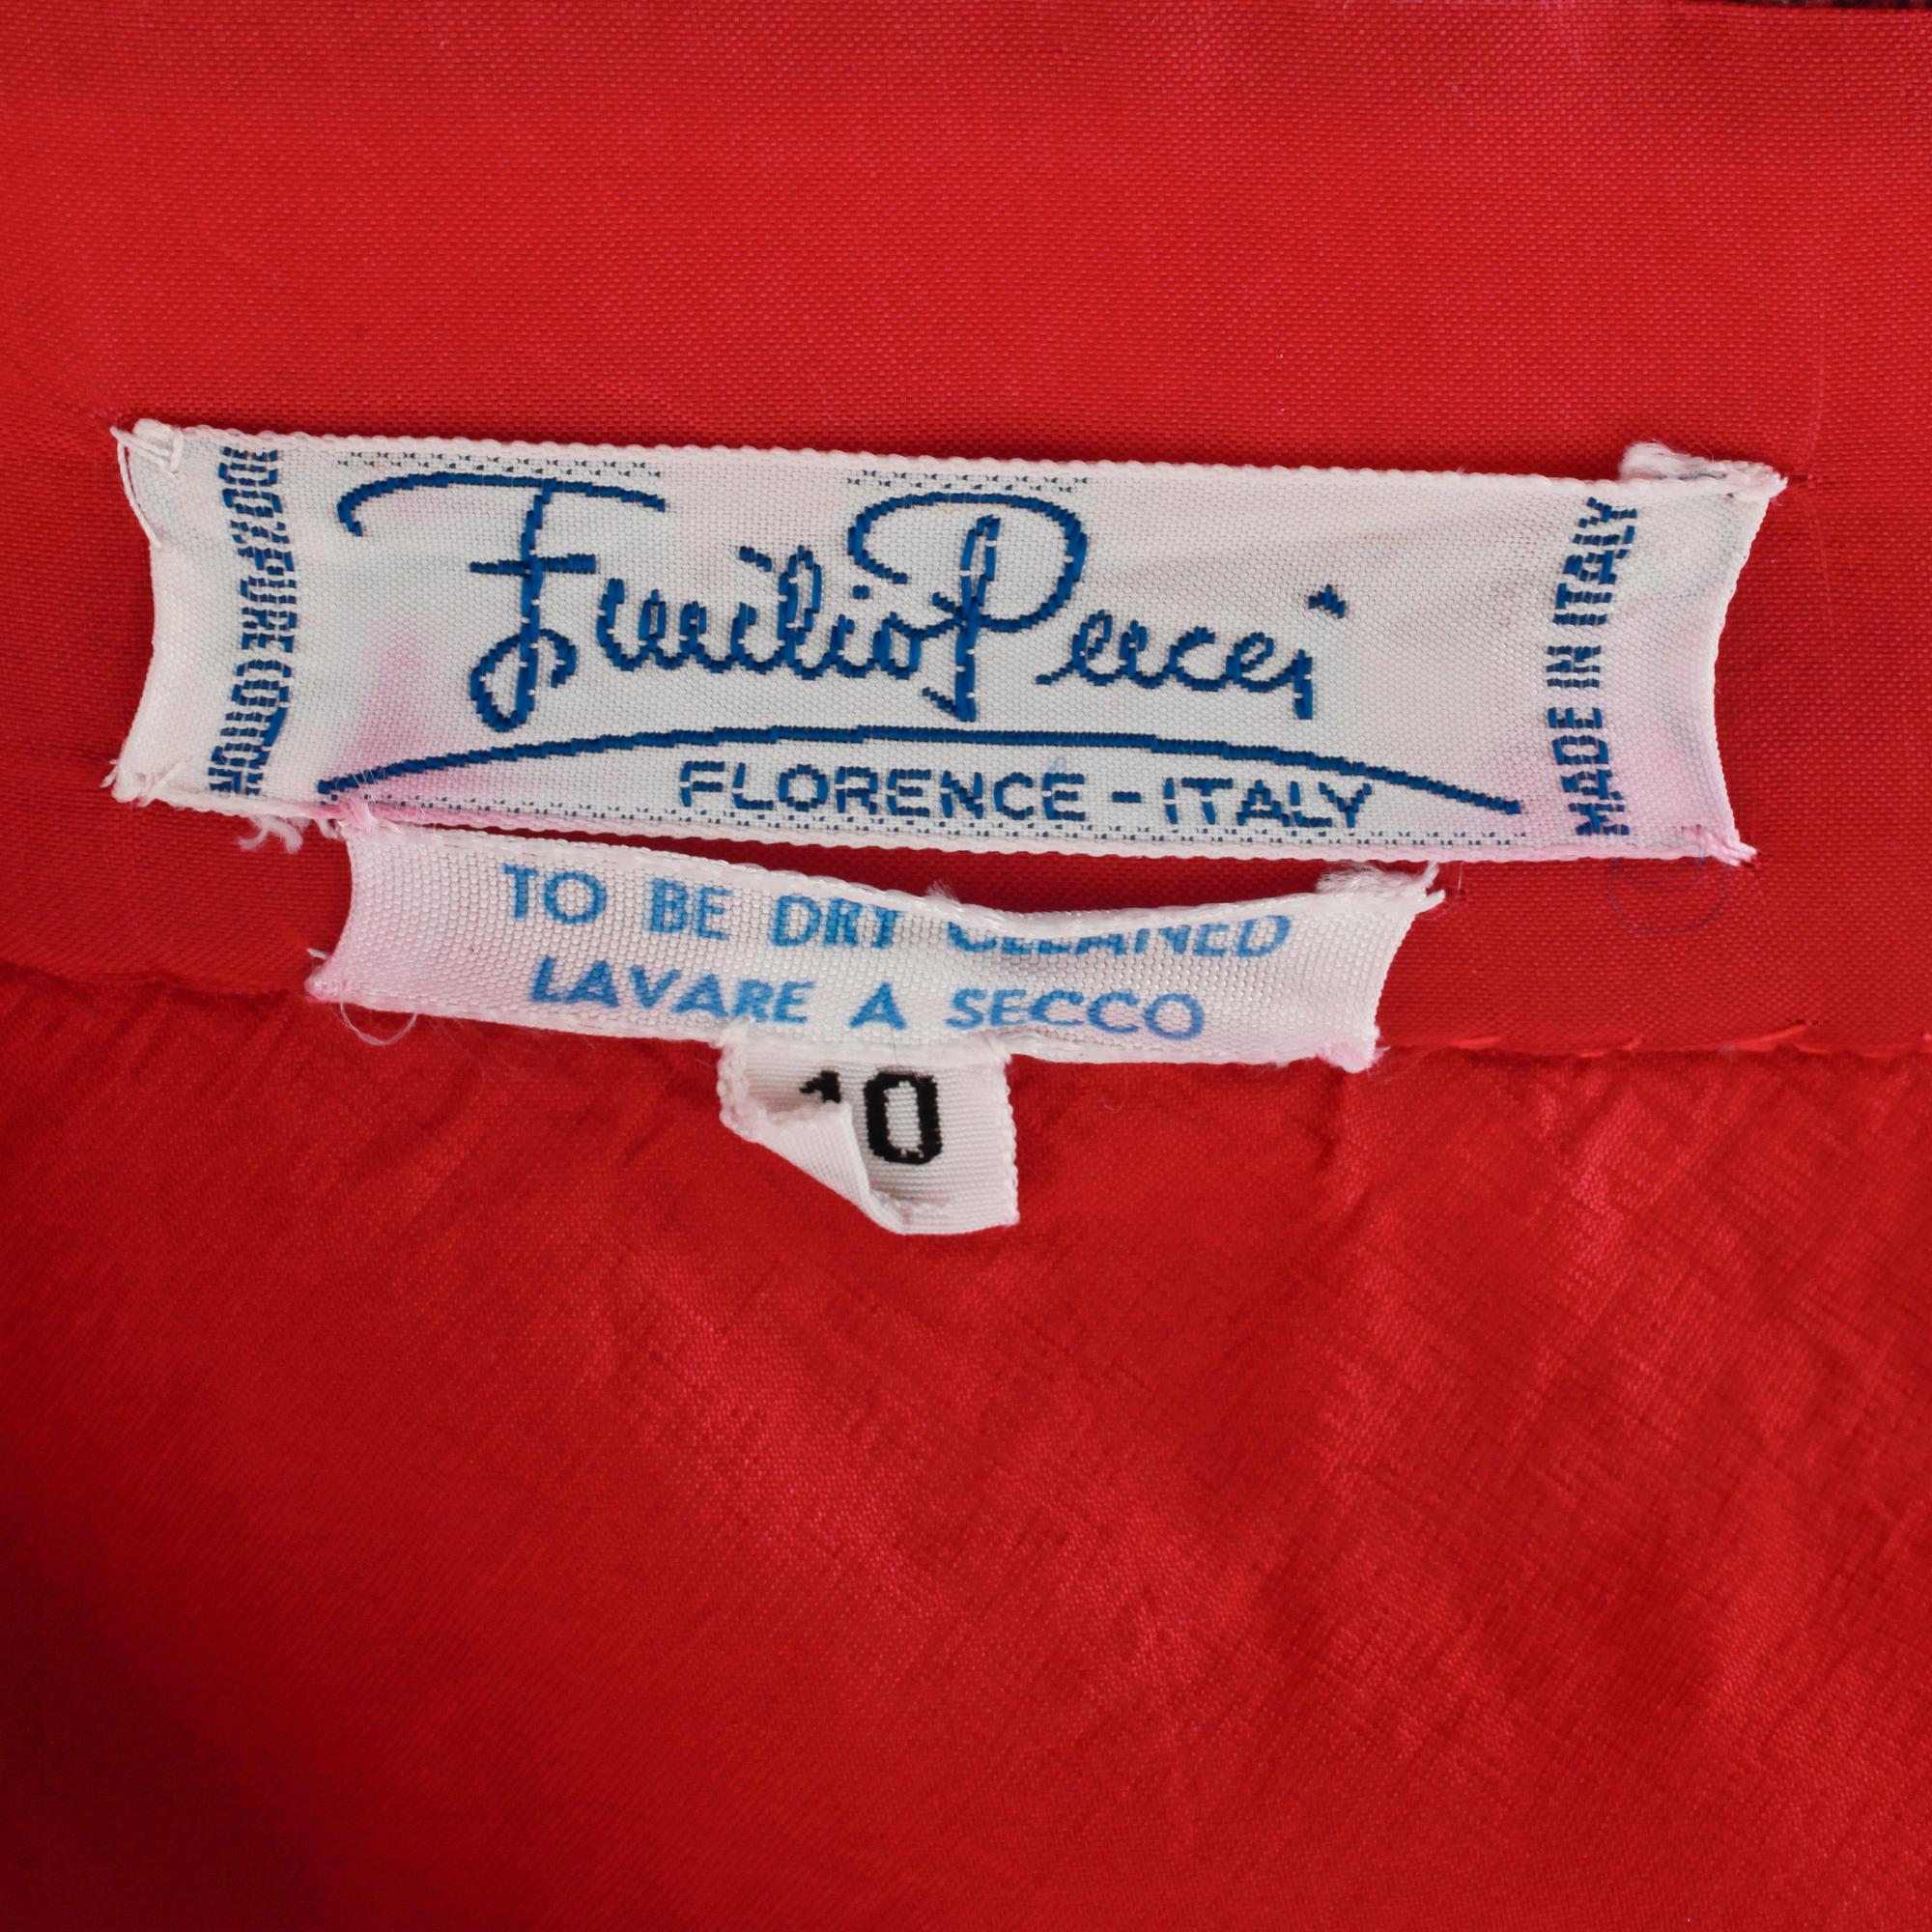 100% PURE COTTON
Emilio Pucci
FLORENCE - ITALY
MADE IN ITALY
TO BE DRY CLEANED
LAVARE A SECCO
10